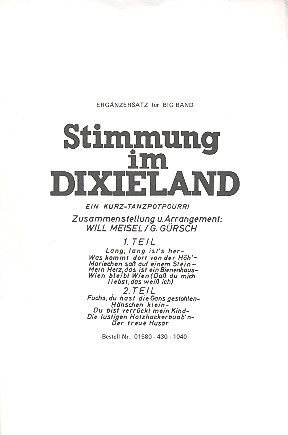 ERGÄNZERSATZ für BIG BAND
Stimmung
im
DIXIELAND
EIN KURZ-TANZPOTPOURRI
Zusammenstellung u. Arrangement:
WILL MEISEL / G. GÜRSCH
1. TEIL
Lang, lang ist's her-
Was kommt dort von der Höh'-
Mariechen saß auf einem Stein-
Mein Herz, das ist ein Bienenhaus-
Wien bleibt Wien (Daß du mich
liebst, das weiß ich)
2. TEIL
Fuchs, du hast die Gans gestohlen-
Hänschen klein-
Du bist verrückt mein Kind-
Die lustigen Holzhackerbuab'n-
Der treue Husar
Bestell Nr. 01580 - 430 - 1040